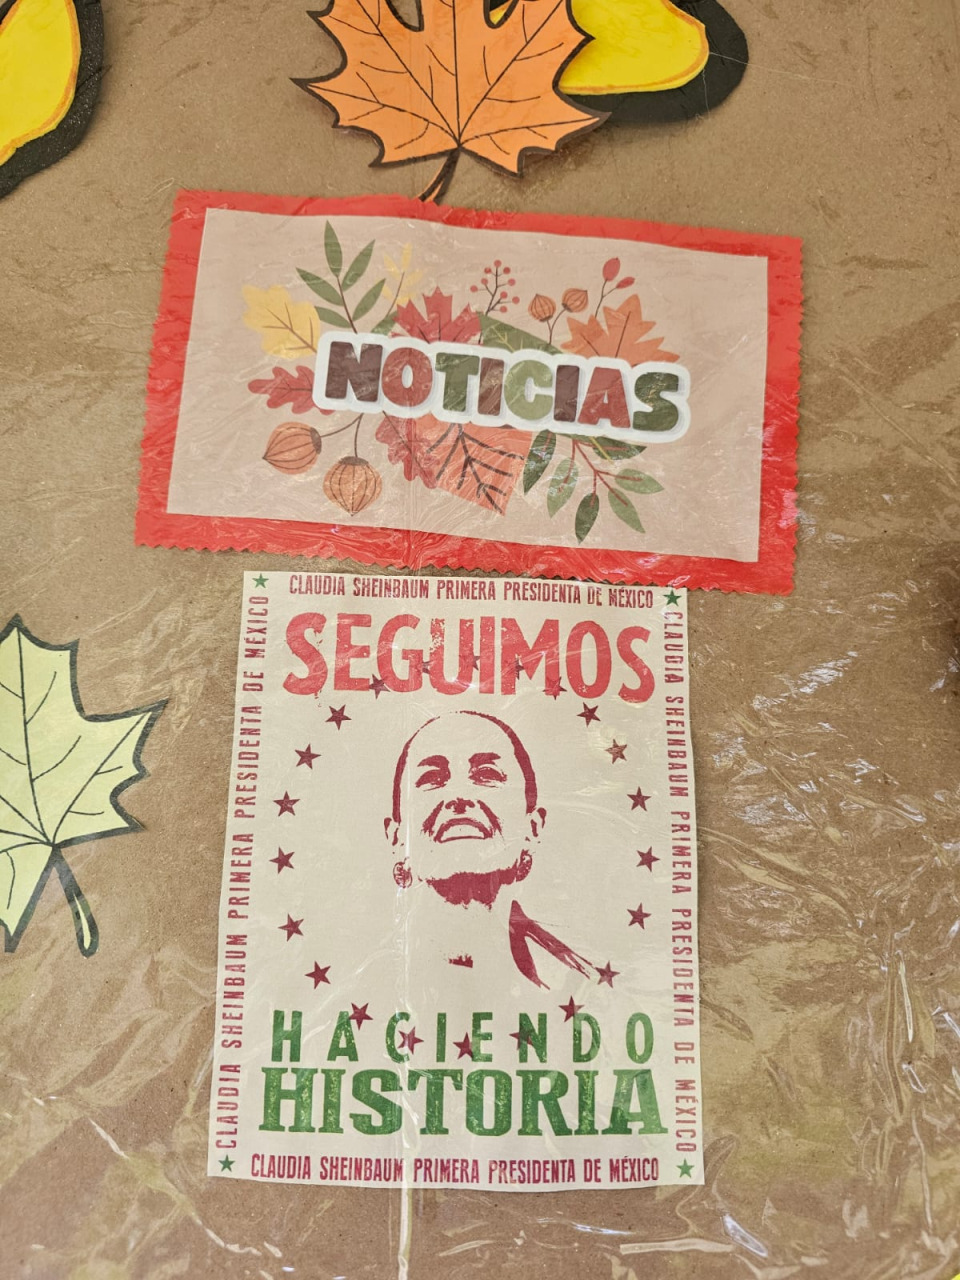 NOTICIAS
CLAUDIA SHEINBAUM PRIMERA PRESIDENTA DE MÉXICO
SEGUIMOS
CLAUDIA SHEINBAUM PRIMERA PRESIDENTA DE MÉXICO
CLAUDIA SHEINBAUM PRIMERA PRESIDENTA DE MÉXICO
HACIENDO
HISTORIA
CLAUDIA SHEINBAUM PRIMERA PRESIDENTA DE MÉXICO